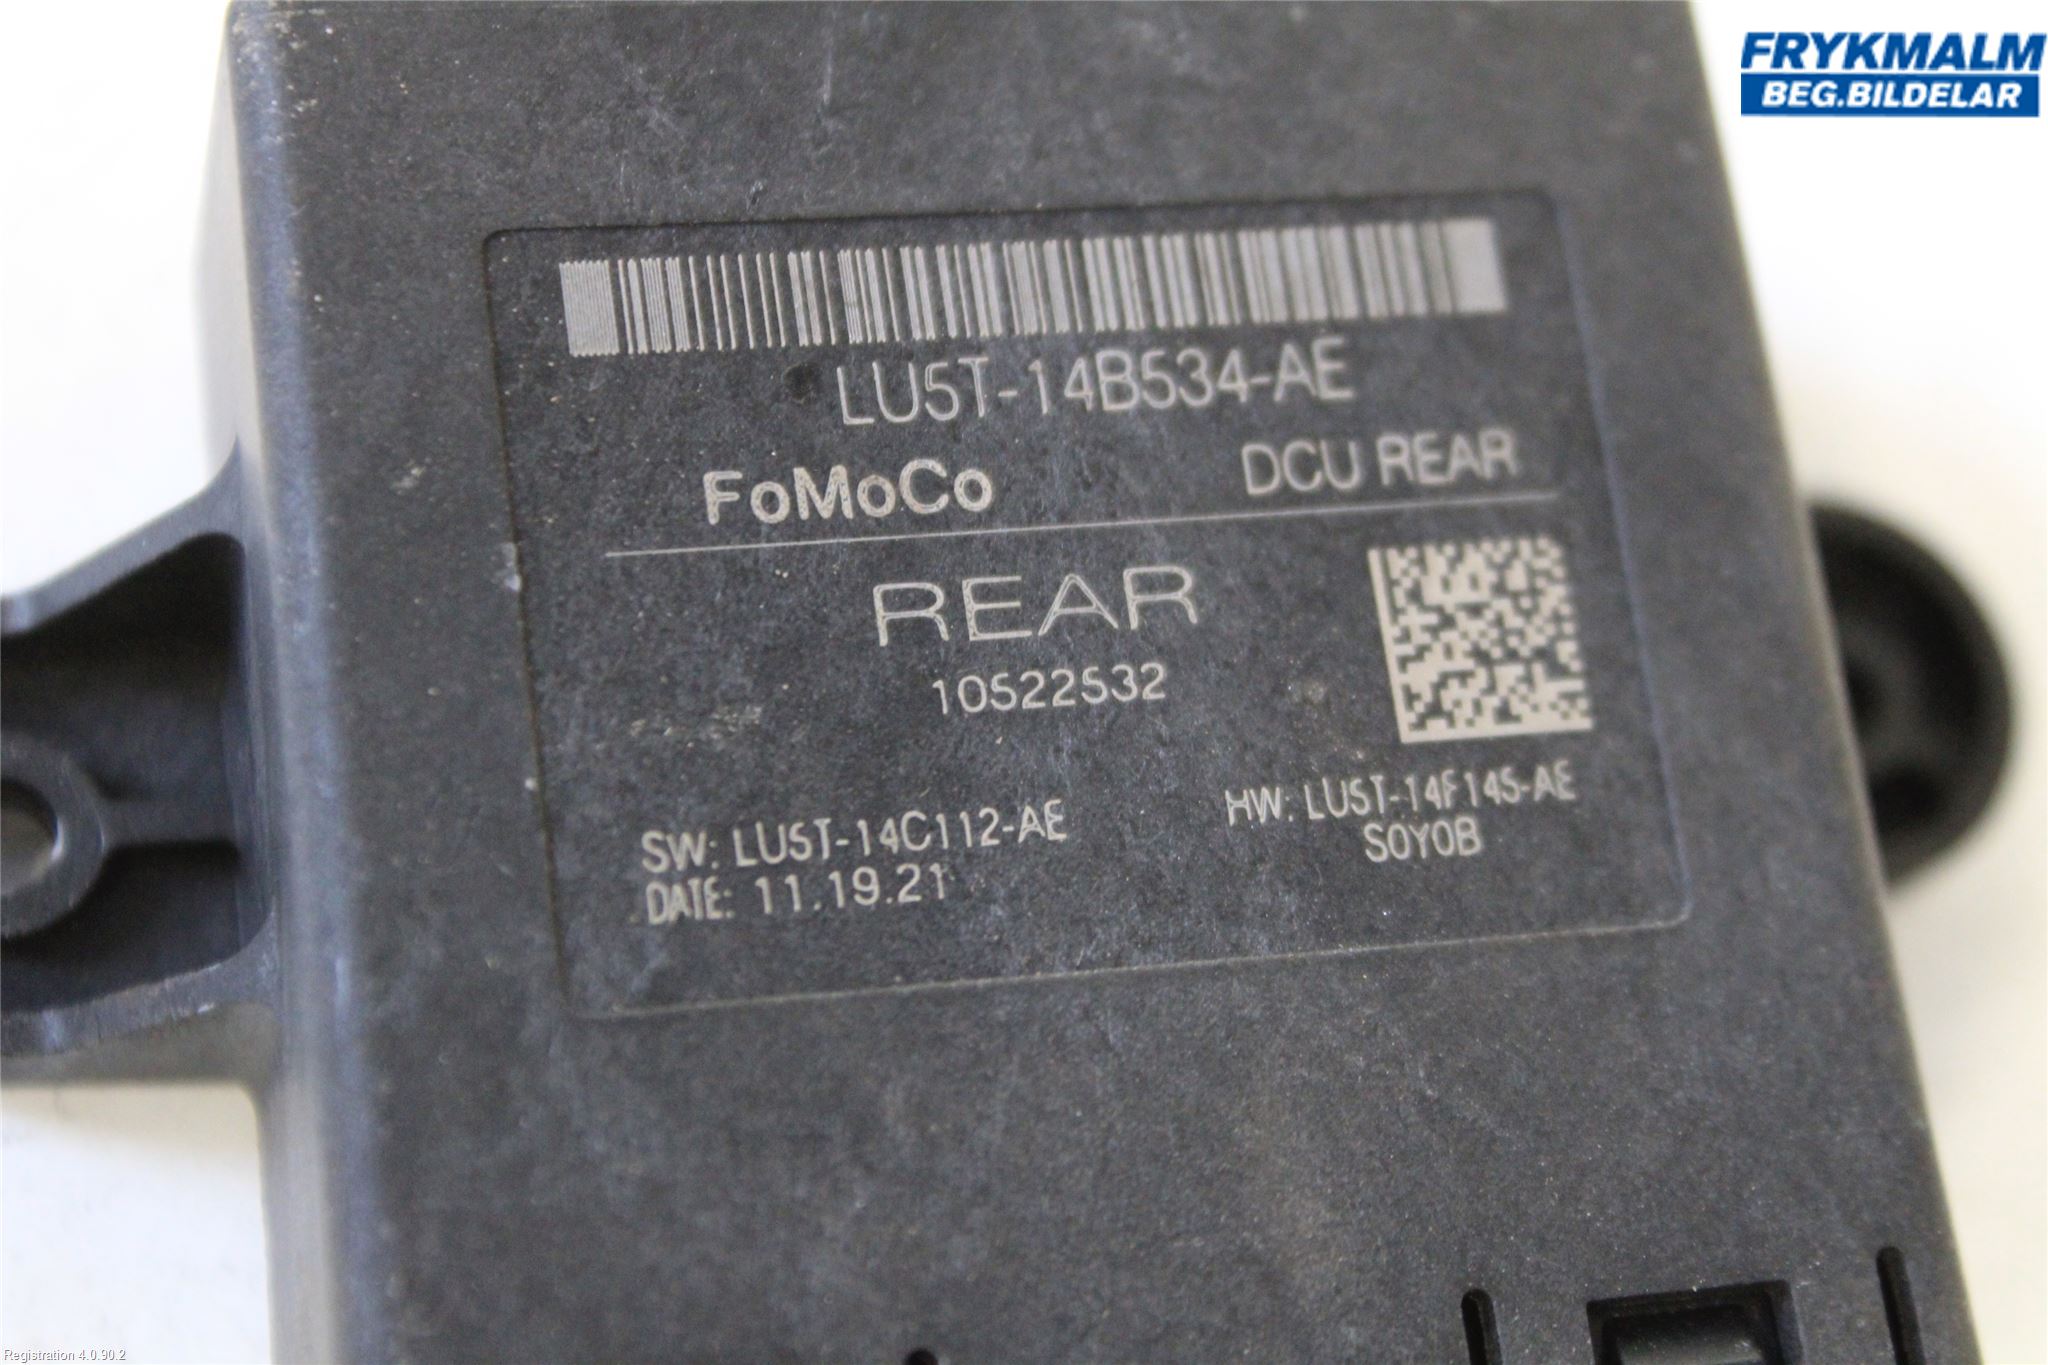 FRYKMALM
BEG.BILDELAR
LU5T-14B534-AE
FoMoCo
DCU REAR
REAR
10522532
SW: LU5T-14C112-AE
HW: LU5T-14F145-AE
DATE: 11.19.21
S0Y0B
Registration 4.0.90.2